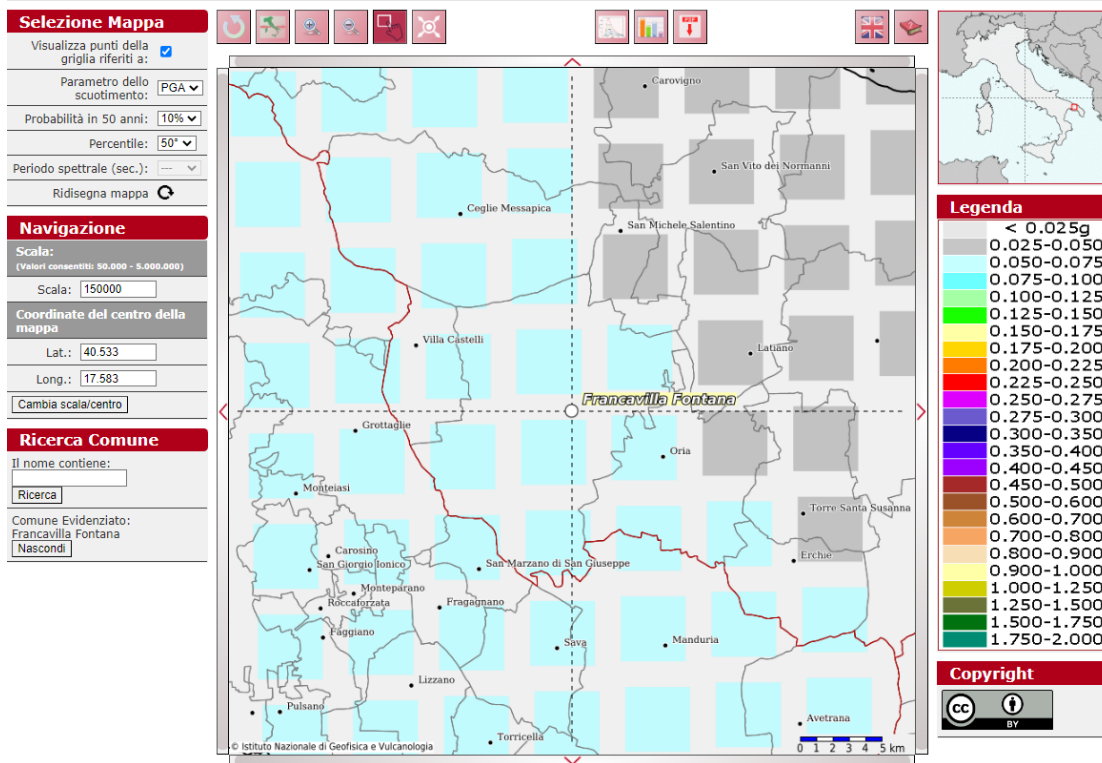 Selezione Mappa
Visualizza punti della
griglia riferiti a:
Parametro dello
scuotimento:
PGA
Probabilità in 50 anni:
10%
Percentile:
50°
Periodo spettrale (sec.):
---
Ridisegna mappa
Navigazione
Scala:
(Valori consentiti: 50.000 - 5.000.000)
Scala:
150000
Coordinate del centro della
mappa
Lat.:
40.533
Long.:
17.583
Cambia scala/centro
Ricerca Comune
Il nome contiene:
Ricerca
Comune Evidenziato:
Francavilla Fontana
Nascondi
PDF
Carovigno
San Vito dei Normanni
Ceglie Messapica
San Michele Salentino
Villa Castelli
Latiano
Francavilla Fontana
Grottaglie
Oria
Monteiasi
Torre Santa Susanna
Carosino
San Giorgio Ionico
San Marzano di San Giuseppe
Erchie
Monteparano
Roccaforzata
Fragagnano
Faggiano
Sava
Manduria
Lizzano
Pulsano
Avetrana
Torricella
© Istituto Nazionale di Geofisica e Vulcanologia
0 1 2 3 4 5 km
Legenda
< 0.025g
0.025-0.050
0.050-0.075
0.075-0.100
0.100-0.125
0.125-0.150
0.150-0.175
0.175-0.200
0.200-0.225
0.225-0.250
0.250-0.275
0.275-0.300
0.300-0.350
0.350-0.400
0.400-0.450
0.450-0.500
0.500-0.600
0.600-0.700
0.700-0.800
0.800-0.900
0.900-1.000
1.000-1.250
1.250-1.500
1.500-1.750
1.750-2.000
Copyright
cc
BY